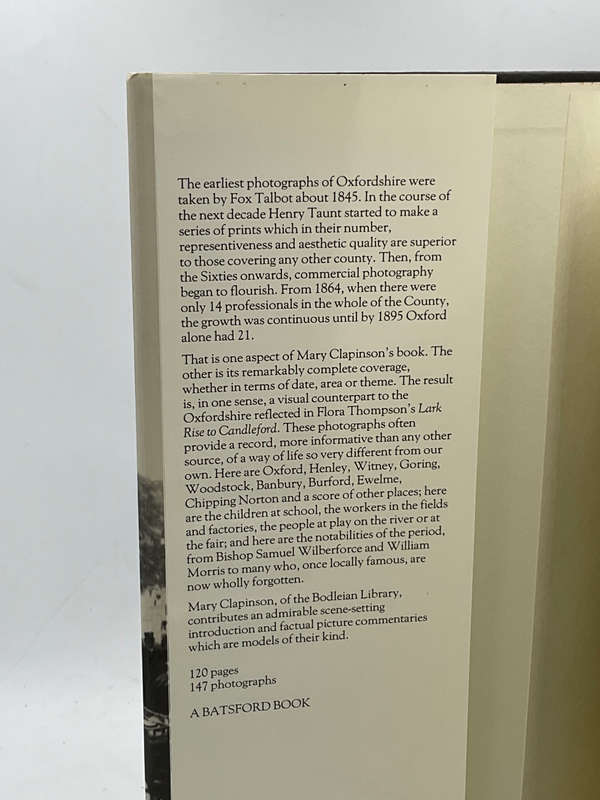 The earliest photographs of Oxfordshire were
taken by Fox Talbot about 1845. In the course of
the next decade Henry Taunt started to make a
series of prints which in their number,
representiveness and aesthetic quality are superior
to those covering any other county. Then, from
the Sixties onwards, commercial photography
began to flourish. From 1864, when there were
only 14 professionals in the whole of the County,
the growth was continuous until by 1895 Oxford
alone had 21.
That is one aspect of Mary Clapinson's book. The
other is its remarkably complete coverage,
whether in terms of date, area or theme. The result
is, in one sense, a visual counterpart to the
Oxfordshire reflected in Flora Thompson's Lark
Rise to Candleford. These photographs often
provide a record, more informative than any other
source, of a way of life so very different from our
own. Here are Oxford, Henley, Witney, Goring,
Woodstock, Banbury, Burford, Ewelme,
Chipping Norton and a score of other places; here
are the children at school, the workers in the fields
and factories, the people at play on the river or at
the fair; and here are the notabilities of the period,
from Bishop Samuel Wilberforce and William
Morris to many who, once locally famous, are
now wholly forgotten.
Mary Clapinson, of the Bodleian Library,
contributes an admirable scene-setting
introduction and factual picture commentaries
which are models of their kind.
120 pages
147 photographs
A BATSFORD BOOK